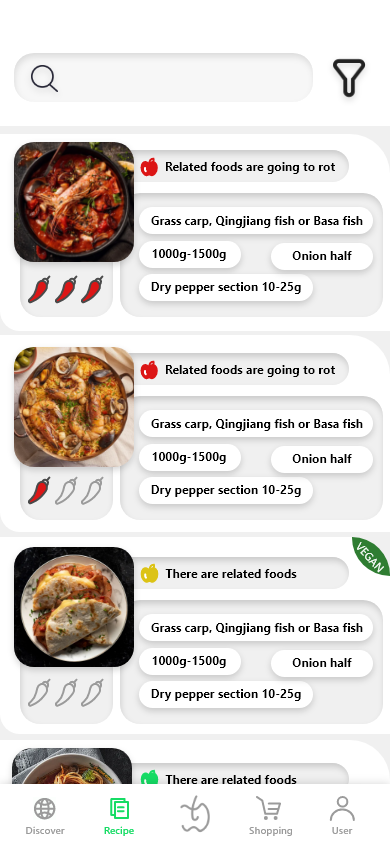 Related foods are going to rot
Grass carp, Qingjiang fish or Basa fish
1000g-1500g
Onion half
Dry pepper section 10-25g
Related foods are going to rot
Grass carp, Qingjiang fish or Basa fish
1000g-1500g
Onion half
Dry pepper section 10-25g
VEGAN
There are related foods
Grass carp, Qingjiang fish or Basa fish
1000g-1500g
Onion half
Dry pepper section 10-25g
There are related foods
Discover
Recipe
Shopping
User